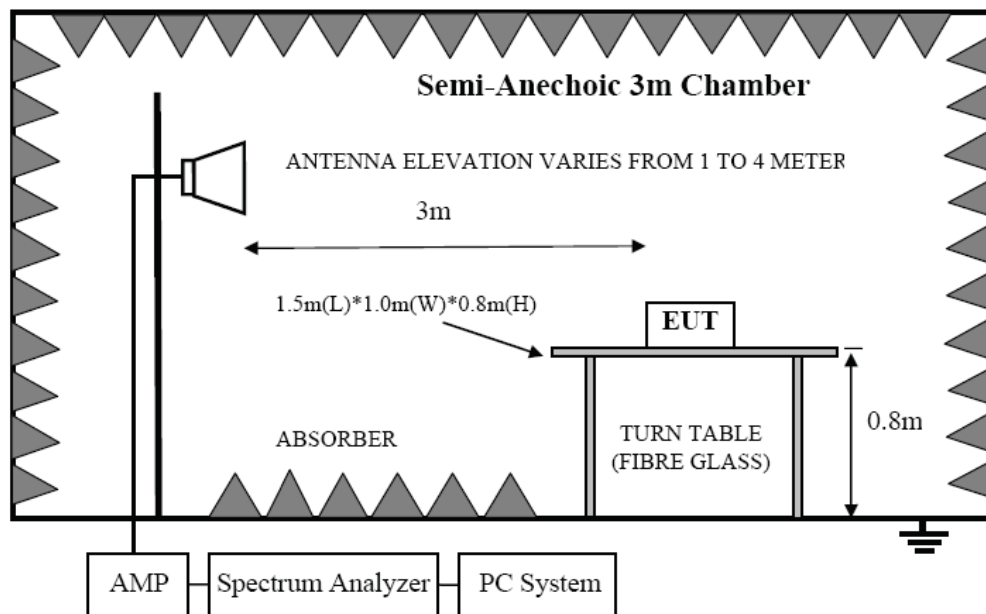 Semi-Anechoic 3m Chamber
ANTENNA ELEVATION VARIES FROM 1 TO 4 METER
3m
1.5m(L)*1.0m(W)*0.8m(H)
EUT
0.8m
ABSORBER
TURN TABLE
(FIBRE GLASS)
AMP
Spectrum Analyzer
PC System